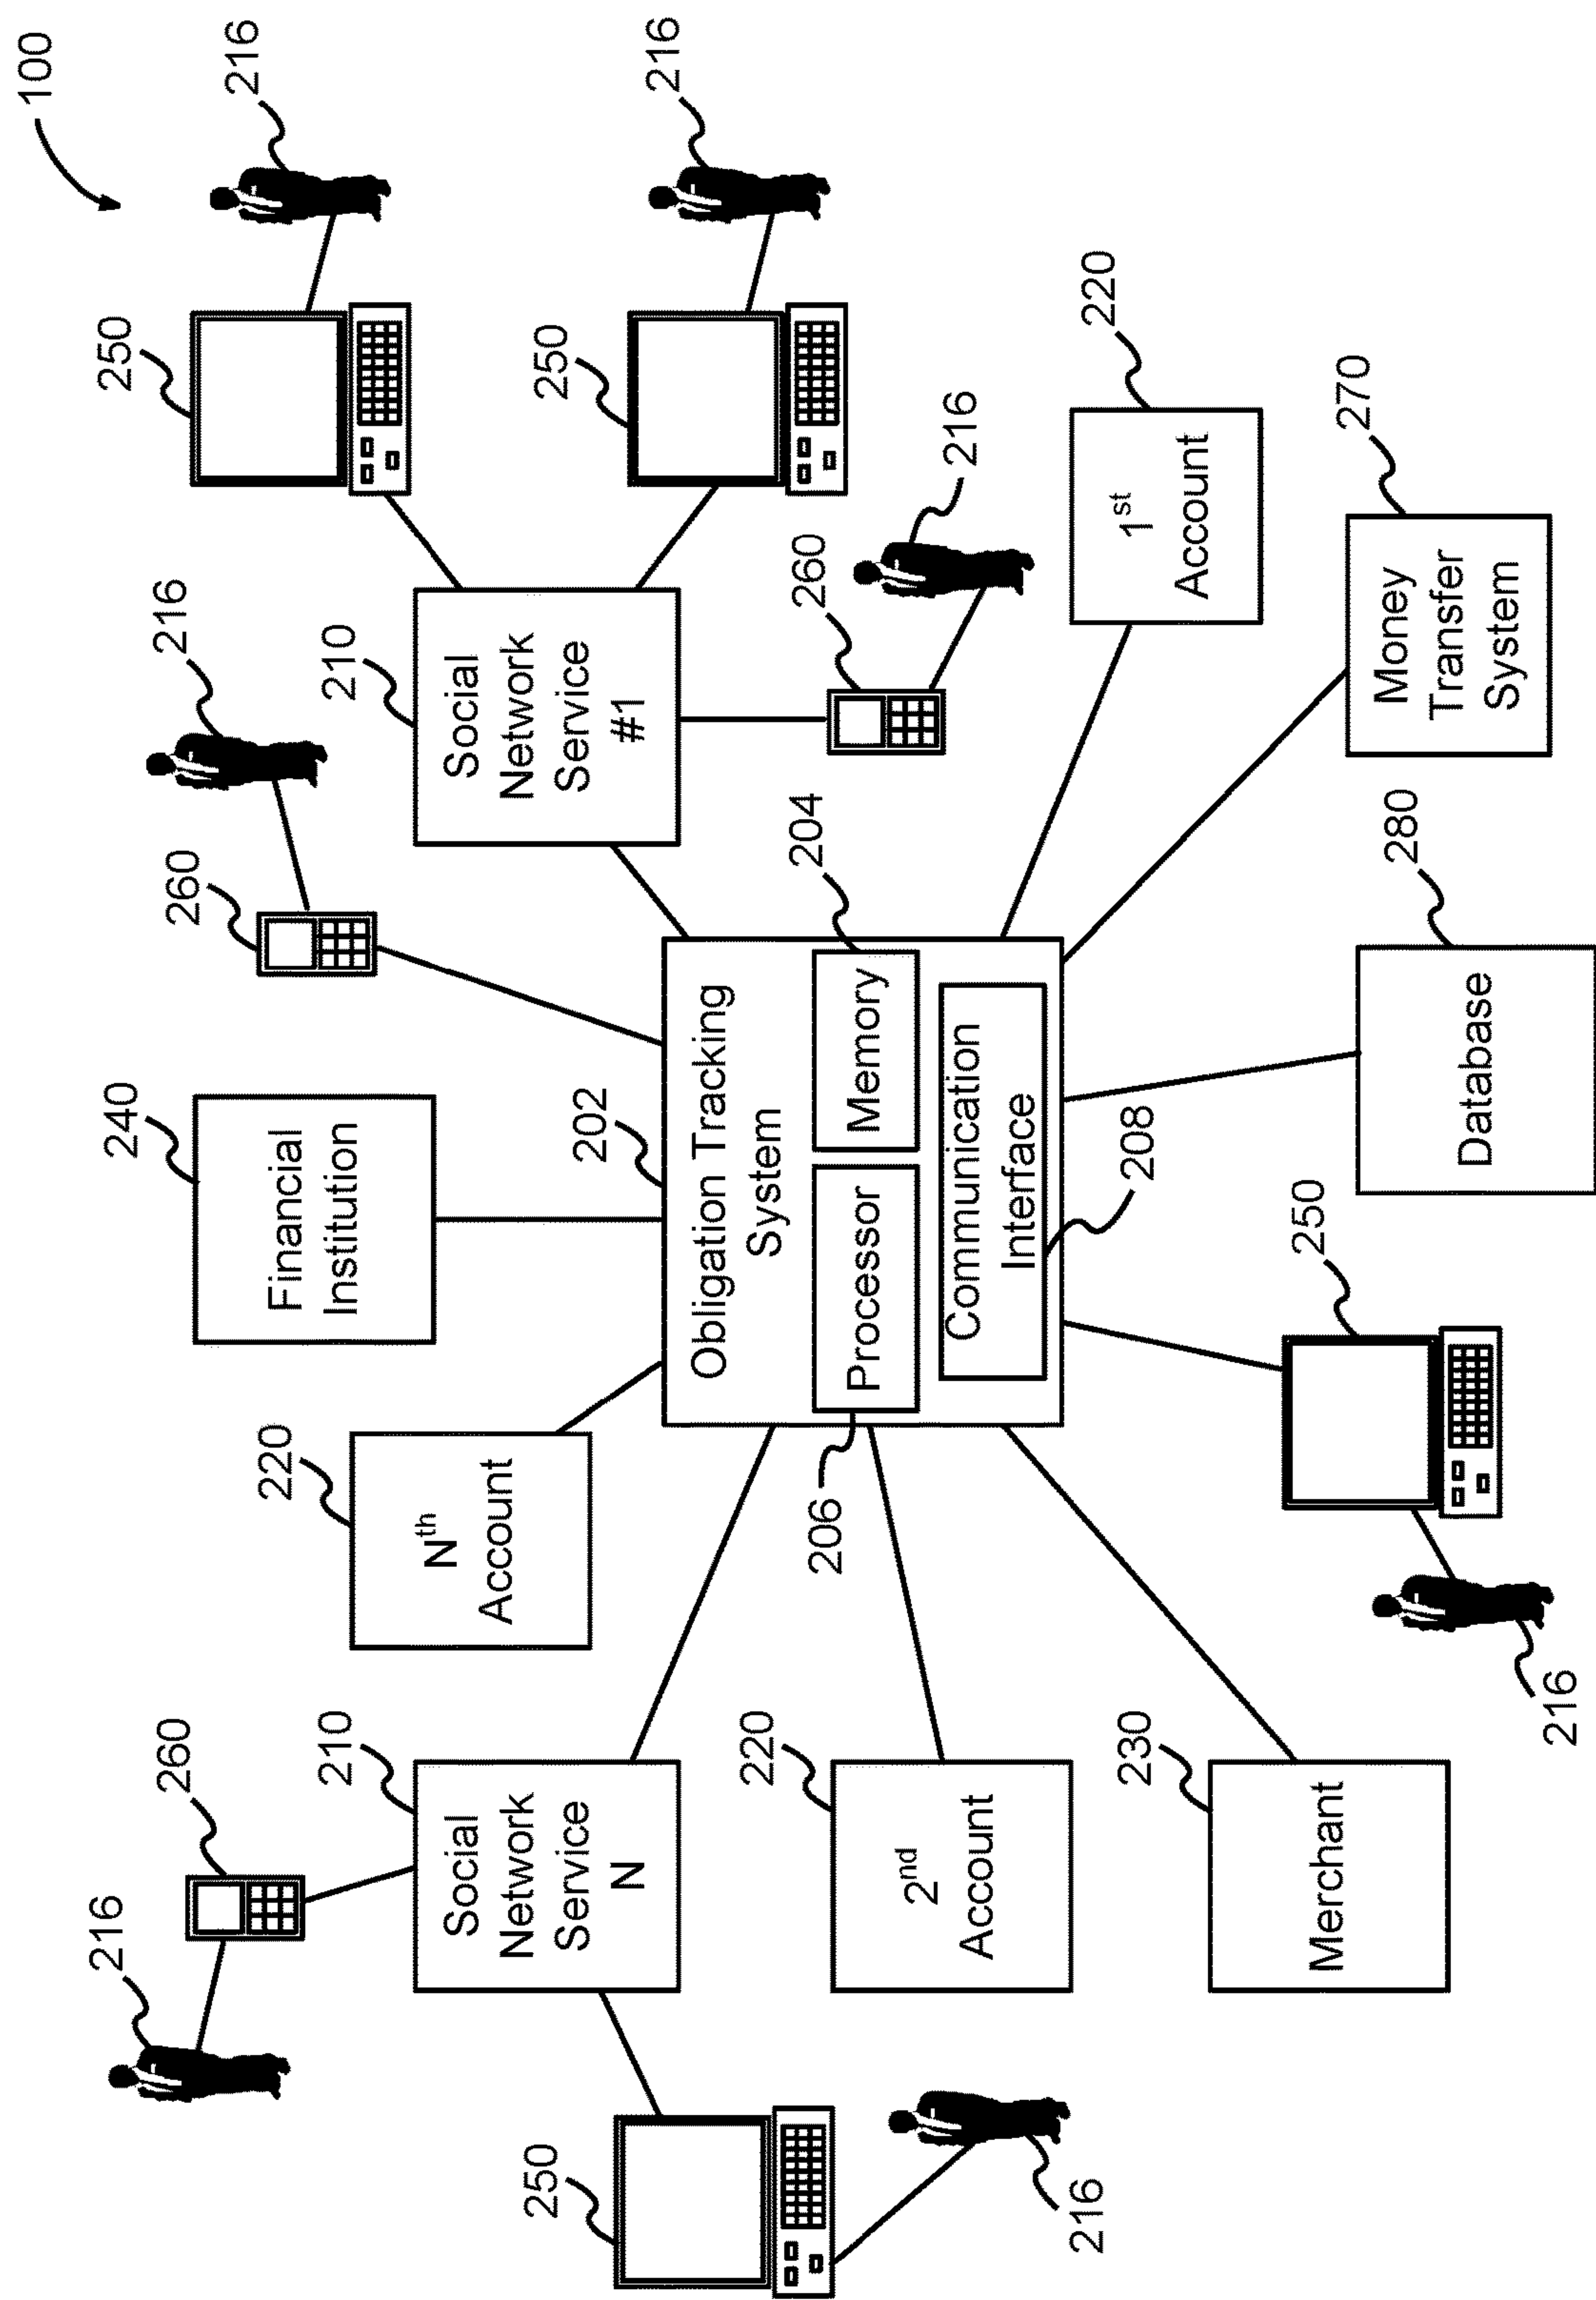 100
216
260
210
216
250
Social
Network
Service
N
220
N^th
Account
240
Financial
Institution
260
216
210
Social
Network
Service
#1
250
216
250
216
260
216
202
Obligation Tracking
System
206
Processor
204
Memory
Communication
Interface
208
220
2nd
Account
220
1st
Account
230
Merchant
250
216
280
Database
270
Money
Transfer
System